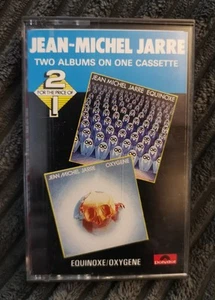 JEAN-MICHEL JARRE
TWO ALBUMS ON ONE CASSETTE
2
FOR THE PRICE OF
1
JEAN MICHEL JARRE EQUINOXE
JEAN MICHEL JARRE OXYGENE
EQUINOXE/OXYGENE
polydor